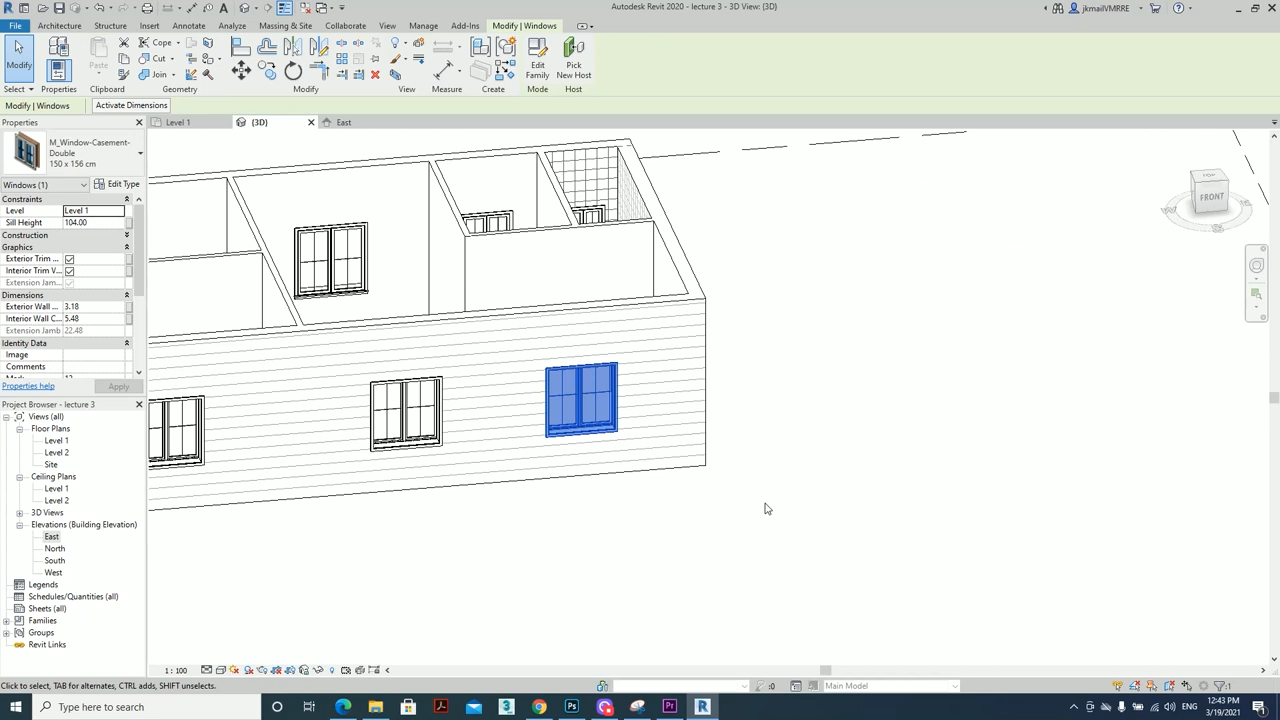 Autodesk Revit 2020 - lecture 3 - 3D View: {3D}
jkmailVMRRE
File
Architecture
Structure
Insert
Annotate
Analyze
Massing & Site
Collaborate
View
Manage
Add-Ins
Modify | Windows
Modify
Paste
Cope
Cut
Join
Edit
Family
Pick
New Host
Select
Properties
Clipboard
Geometry
Modify
View
Measure
Create
Mode
Host
Modify | Windows
Activate Dimensions
Properties
Level 1
{3D}
East
M_Window-Casement-
Double
150 x 156 cm
Windows (1)
Edit Type
Constraints
Level
Level 1
Sill Height
104.00
Construction
Graphics
Exterior Trim ...
Interior Trim V...
Extension Jam...
Dimensions
Exterior Wall ...
3.18
Interior Wall C...
5.48
Extension Jamb
22.48
Identity Data
Image
Comments
Properties help
Apply
Project Browser - lecture 3
Views (all)
Floor Plans
Level 1
Level 2
Site
Ceiling Plans
Level 1
Level 2
3D Views
Elevations (Building Elevation)
East
North
South
West
Legends
Schedules/Quantities (all)
Sheets (all)
Families
Groups
Revit Links
TOP
FRONT
1 : 100
Click to select, TAB for alternates, CTRL adds, SHIFT unselects.
:0
Main Model
:1
Type here to search
12:43 PM
3/19/2021